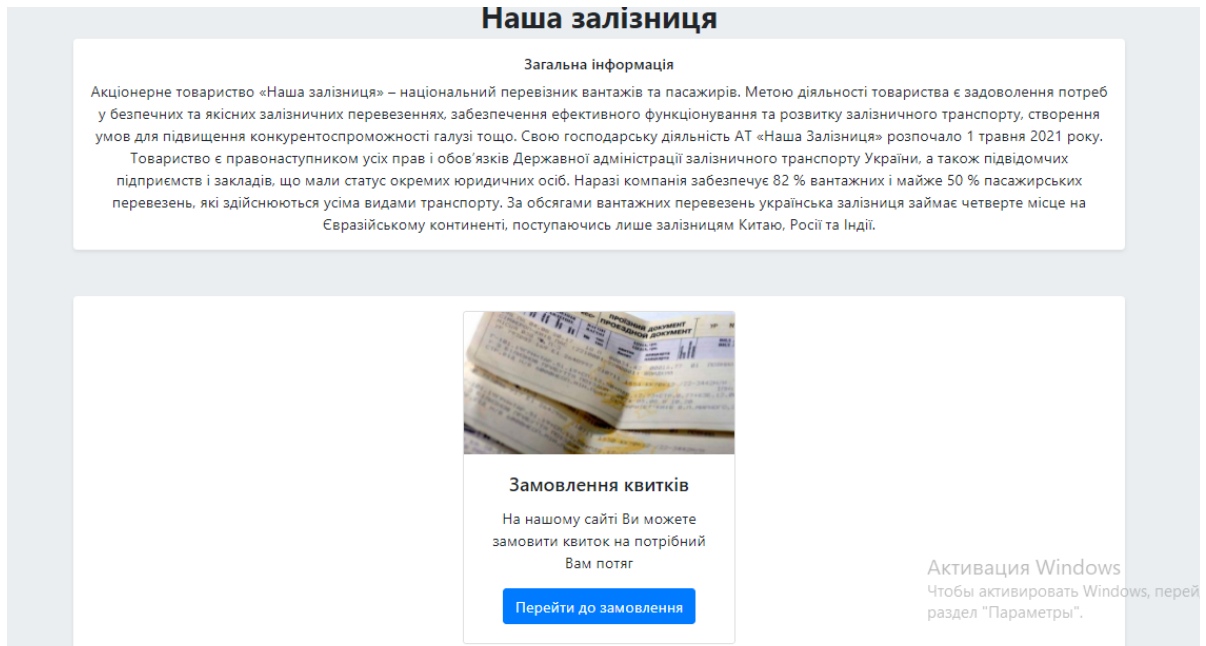 Наша залізниця
Загальна інформація
Акціонерне товариство «Наша залізниця» – національний перевізник вантажів та пасажирів. Метою діяльності товариства є задоволення потреб
у безпечних та якісних залізничних перевезеннях, забезпечення ефективного функціонування та розвитку залізничного транспорту, створення
умов для підвищення конкурентоспроможності галузі тощо. Свою господарську діяльність АТ «Наша Залізниця» розпочало 1 травня 2021 року.
Товариство є правонаступником усіх прав і обов’язків Державної адміністрації залізничного транспорту України, а також підвідомчих
підприємств і закладів, що мали статус окремих юридичних осіб. Наразі компанія забезпечує 82 % вантажних і майже 50 % пасажирських
перевезень, які здійснюються усіма видами транспорту. За обсягами вантажних перевезень українська залізниця займає четверте місце на
Євразійському континенті, поступаючись лише залізницям Китаю, Росії та Індії.
ПРОЇЗНИЙ ДОКУМЕНТ
ПРОЕЗДНОЙ ДОКУМЕНТ
Замовлення квитків
На нашому сайті Ви можете
замовити квиток на потрібний
Вам потяг
Перейти до замовлення
Активация Windows
Чтобы активировать Windows, перей
раздел "Параметры".